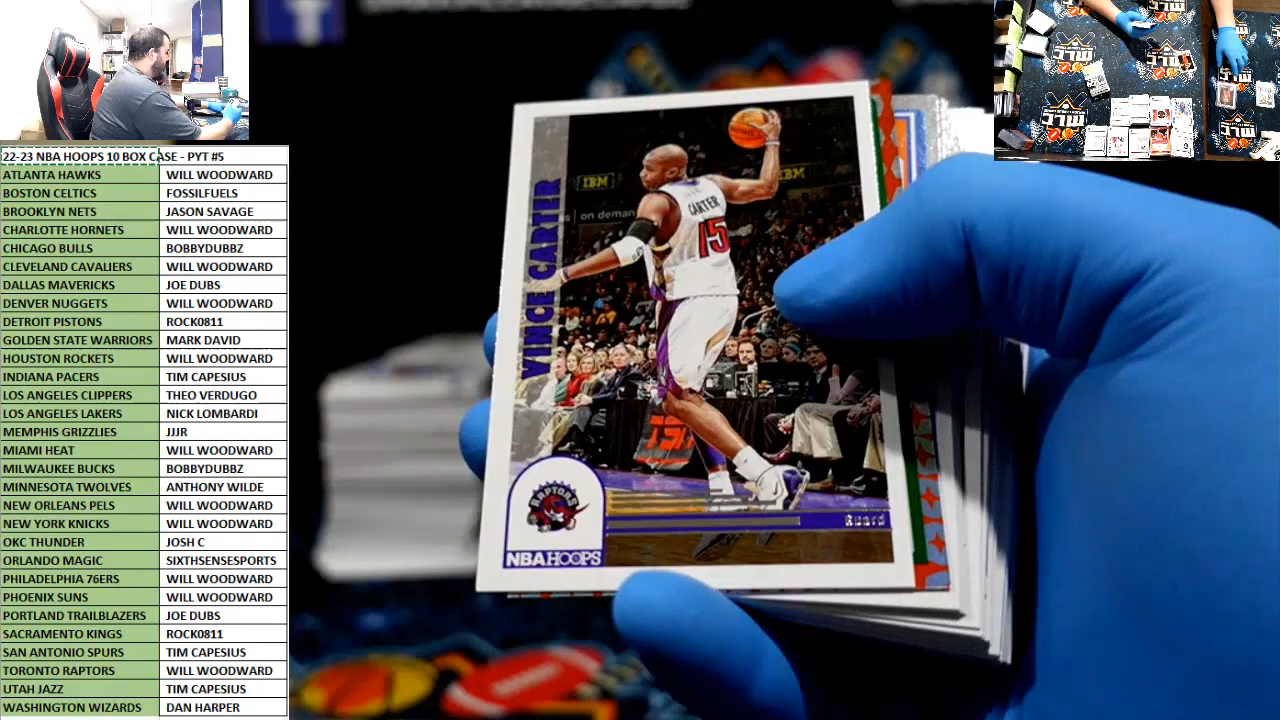 22-23 NBA HOOPS 10 BOX CASE - PYT #5
ATLANTA HAWKS WILL WOODWARD
BOSTON CELTICS FOSSILFUELS
BROOKLYN NETS JASON SAVAGE
CHARLOTTE HORNETS WILL WOODWARD
CHICAGO BULLS BOBBYDUBBZ
CLEVELAND CAVALIERS WILL WOODWARD
DALLAS MAVERICKS JOE DUBS
DENVER NUGGETS WILL WOODWARD
DETROIT PISTONS ROCK0811
GOLDEN STATE WARRIORS MARK DAVID
HOUSTON ROCKETS WILL WOODWARD
INDIANA PACERS TIM CAPESIUS
LOS ANGELES CLIPPERS THEO VERDUGO
LOS ANGELES LAKERS NICK LOMBARDI
MEMPHIS GRIZZLIES JJJR
MIAMI HEAT WILL WOODWARD
MILWAUKEE BUCKS BOBBYDUBBZ
MINNESOTA TWOLVES ANTHONY WILDE
NEW ORLEANS PELS WILL WOODWARD
NEW YORK KNICKS WILL WOODWARD
OKC THUNDER JOSH C
ORLANDO MAGIC SIXTHSENSESPORTS
PHILADELPHIA 76ERS WILL WOODWARD
PHOENIX SUNS WILL WOODWARD
PORTLAND TRAILBLAZERS JOE DUBS
SACRAMENTO KINGS ROCK0811
SAN ANTONIO SPURS TIM CAPESIUS
TORONTO RAPTORS WILL WOODWARD
UTAH JAZZ TIM CAPESIUS
WASHINGTON WIZARDS DAN HARPER
VINCE CARTER
IBM
IBM
on demand
CARTER
15
RAPTORS
Guard
NBA HOOPS